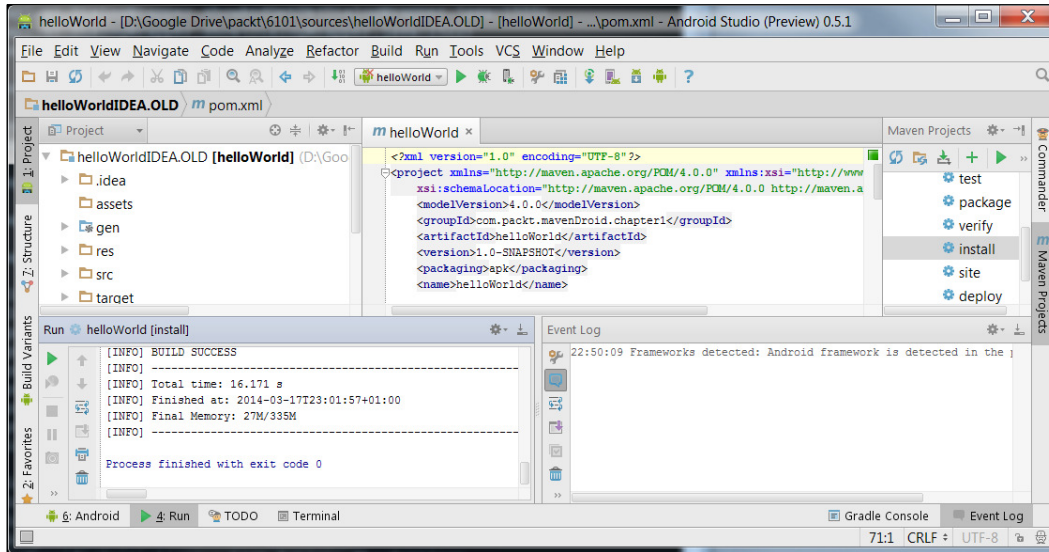 helloWorld - [D:\Google Drive\packt\6101\sources\helloWorldIDEA.OLD] - [helloWorld] - ...\pom.xml - Android Studio (Preview) 0.5.1
File Edit View Navigate Code Analyze Refactor Build Run Tools VCS Window Help
helloWorld
helloWorldIDEA.OLD m pom.xml
1: Project
Z: Structure
Build Variants
2: Favorites
Project
helloWorldIDEA.OLD [helloWorld] (D:\Goo
.idea
assets
gen
res
src
target
m helloWorld ×
<?xml version="1.0" encoding="UTF-8"?>
<project xmlns="http://maven.apache.org/POM/4.0.0" xmlns:xsi="http://www
xsi:schemaLocation="http://maven.apache.org/POM/4.0.0 http://maven.a
<modelVersion>4.0.0</modelVersion>
<groupId>com.packt.mavenDroid.chapter1</groupId>
<artifactId>helloWorld</artifactId>
<version>1.0-SNAPSHOT</version>
<packaging>apk</packaging>
<name>helloWorld</name>
Maven Projects
test
package
verify
install
site
deploy
Commander
m Maven Projects
Run helloWorld [install]
[INFO] BUILD SUCCESS
[INFO] ------------------------------------------------------------------------
[INFO] Total time: 16.171 s
[INFO] Finished at: 2014-03-17T23:01:57+01:00
[INFO] Final Memory: 27M/335M
[INFO] ------------------------------------------------------------------------
Process finished with exit code 0
Event Log
22:50:09 Frameworks detected: Android framework is detected in the
6: Android 4: Run TODO Terminal Gradle Console Event Log
71:1 CRLF UTF-8